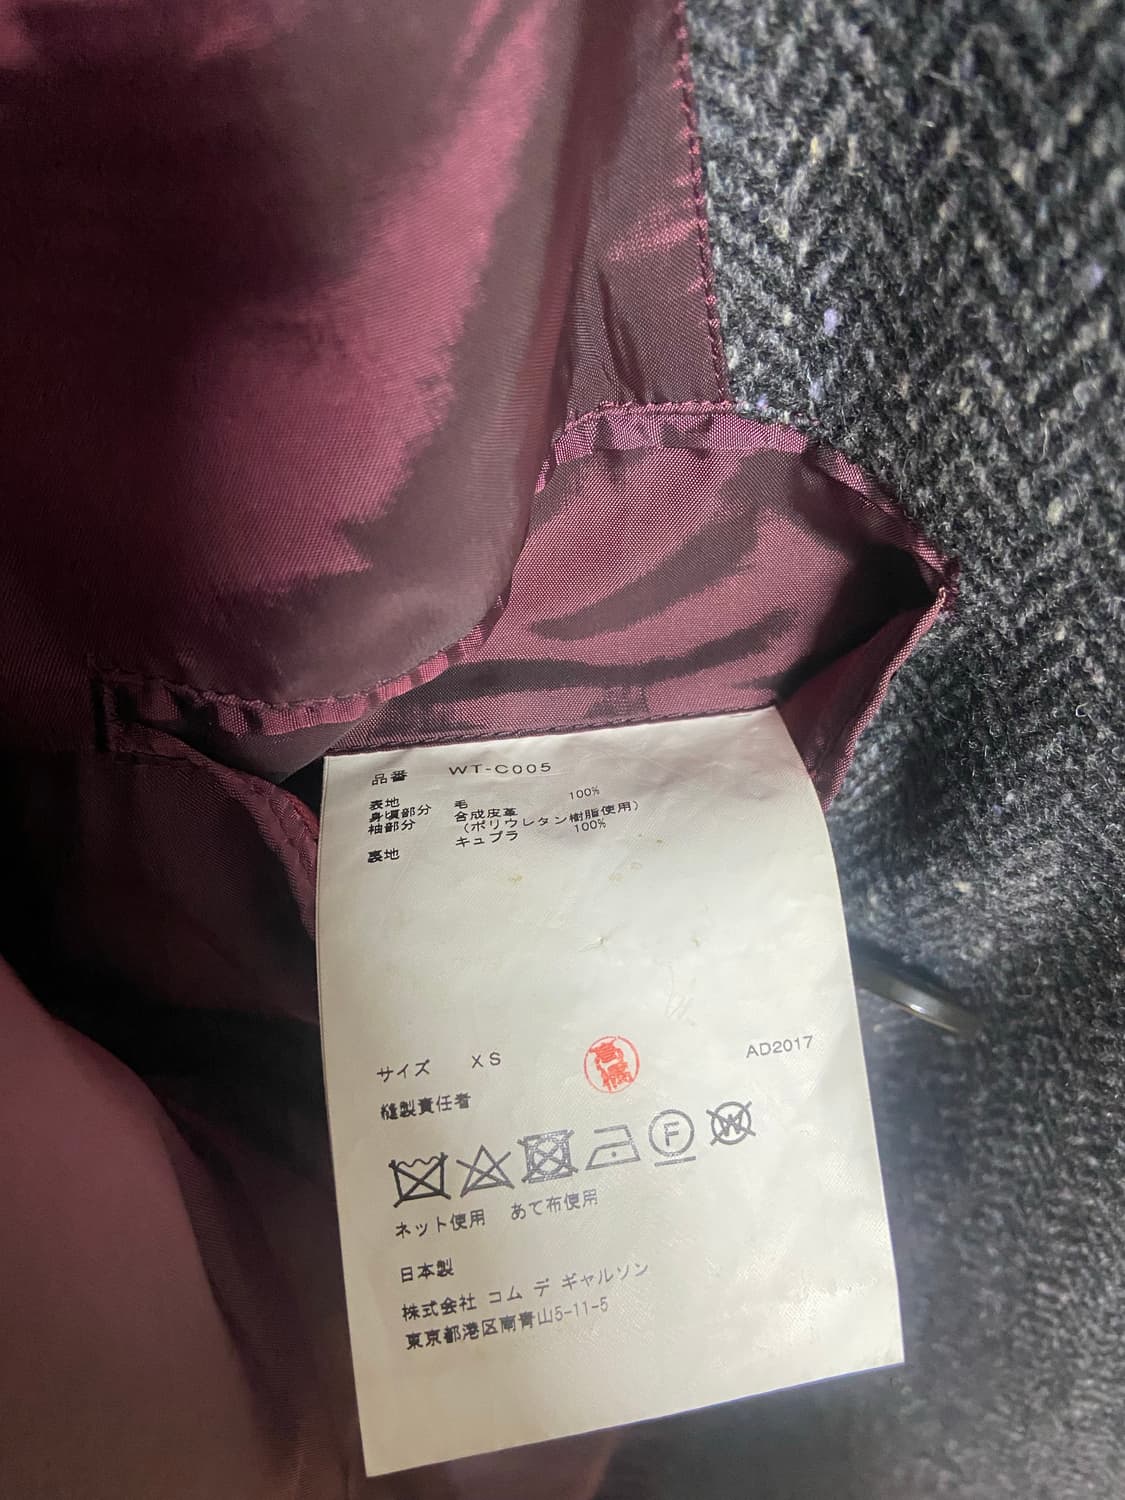 品番 WT-C005
表地
身頃部分 毛 100%
袖部分 合成皮革
(ポリウレタン樹脂使用)
裏地 キュプラ 100%
サイズ XS 高橋 AD2017
縫製責任者
F W
ネット使用 あて布使用
日本製
株式会社 コム デ ギャルソン
東京都港区南青山5-11-5